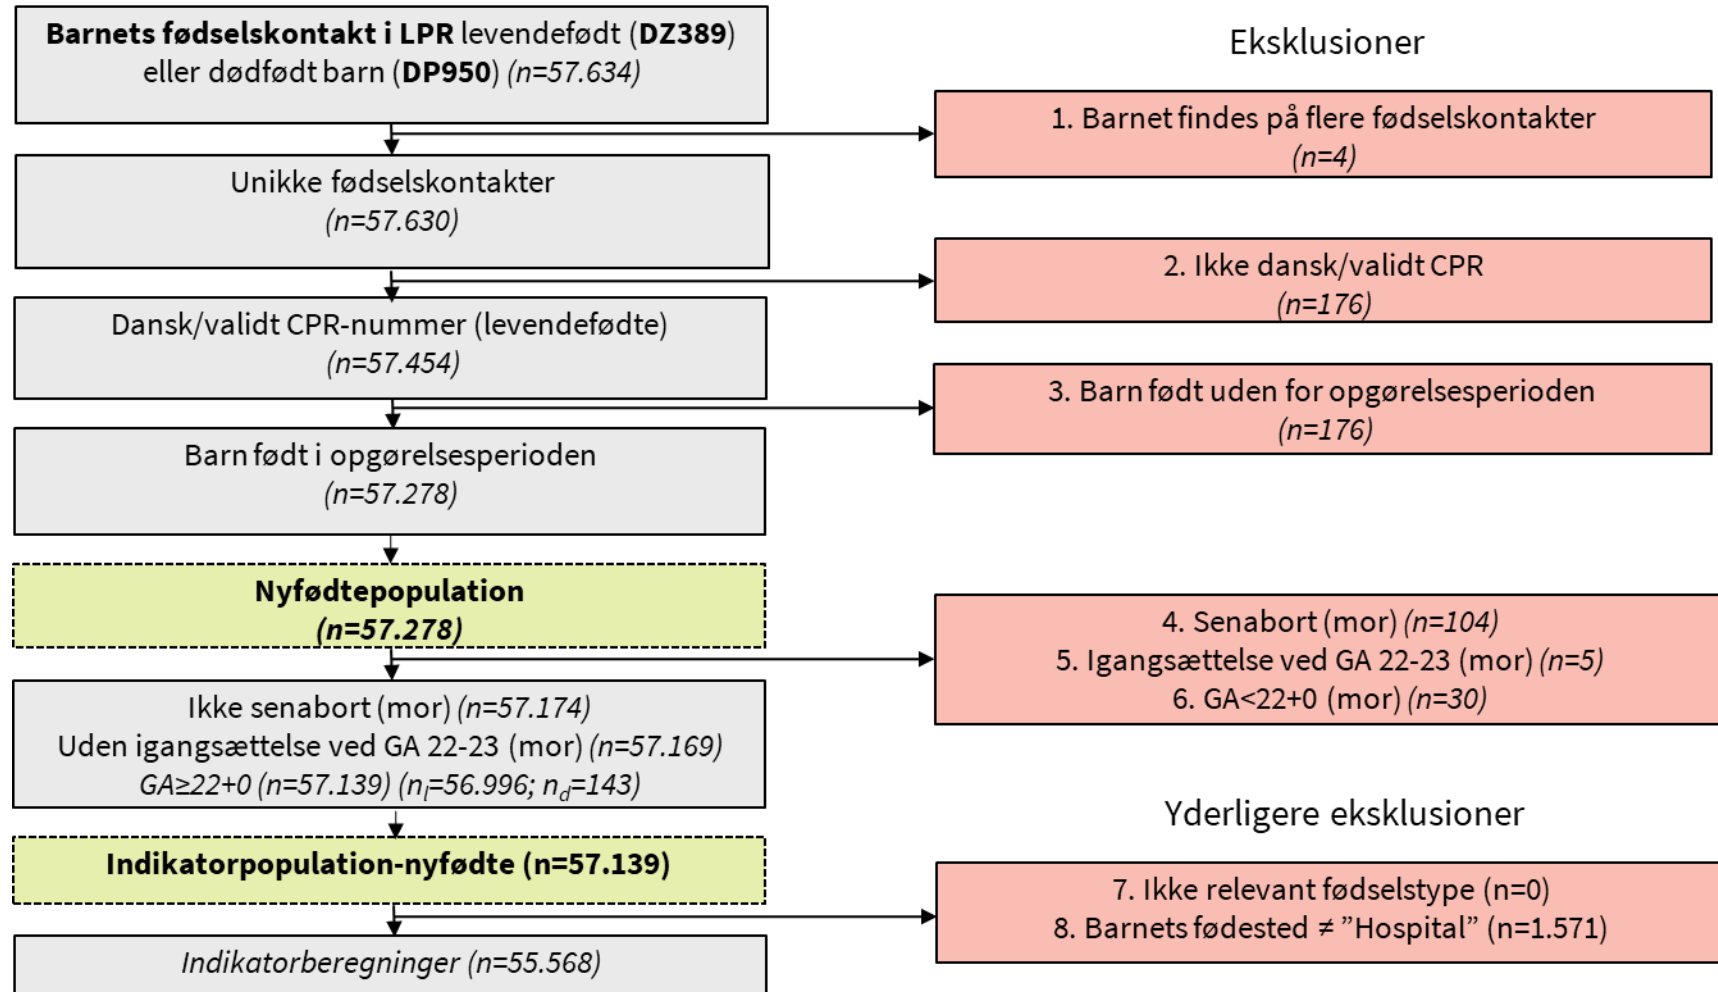 Barnets fødselskontakt i LPR levendefødt (DZ389)
eller dødfødt barn (DP950) (n=57.634)
Eksklusioner
1. Barnet findes på flere fødselskontakter
(n=4)
Unikke fødselskontakter
(n=57.630)
2. Ikke dansk/validt CPR
(n=176)
Dansk/validt CPR-nummer (levendefødte)
(n=57.454)
3. Barn født uden for opgørelsesperioden
(n=176)
Barn født i opgørelsesperioden
(n=57.278)
Nyfødtepopulation
(n=57.278)
4. Senabort (mor) (n=104)
5. Igangsættelse ved GA 22-23 (mor) (n=5)
6. GA<22+0 (mor) (n=30)
Ikke senabort (mor) (n=57.174)
Uden igangsættelse ved GA 22-23 (mor) (n=57.169)
GA≥22+0 (n=57.139) (nl=56.996; nd=143)
Yderligere eksklusioner
Indikatorpopulation-nyfødte (n=57.139)
7. Ikke relevant fødselstype (n=0)
8. Barnets fødested ≠ ”Hospital” (n=1.571)
Indikatorberegninger (n=55.568)